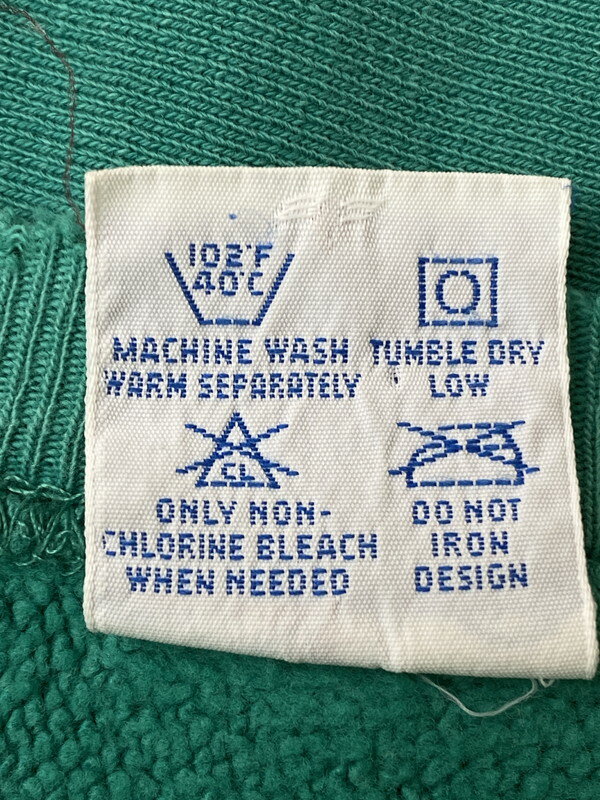 102°F
40°C
MACHINE WASH
WARM SEPARATELY
TUMBLE DRY
LOW
CL
ONLY NON-
CHLORINE BLEACH
WHEN NEEDED
DO NOT
IRON
DESIGN